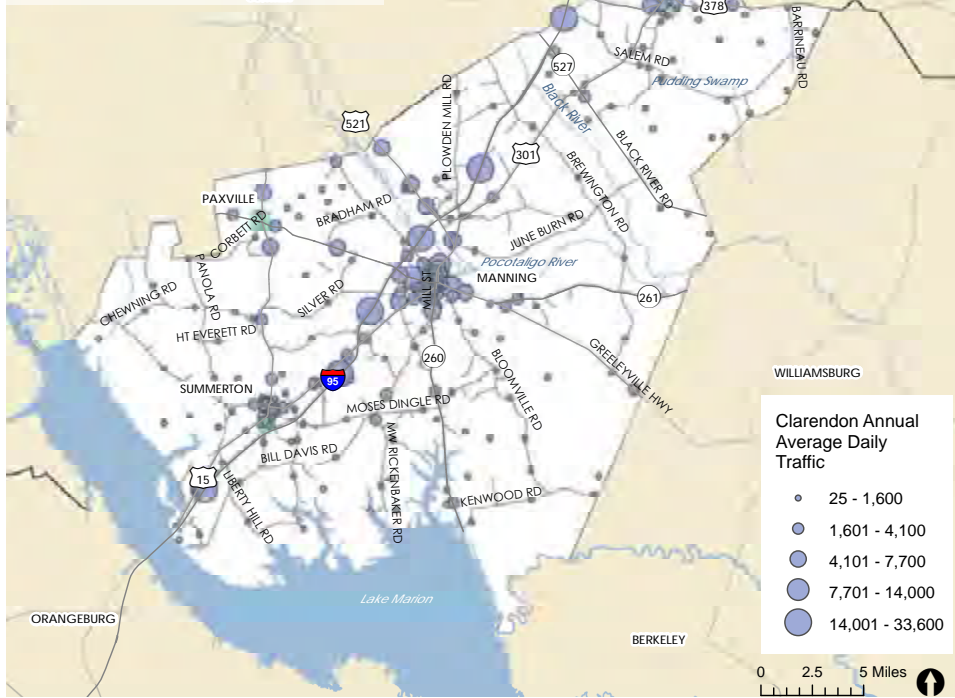 378
BARRINEAU RD
SALEM RD
527
Pudding Swamp
PLOWDEN MILL RD
Black River
521
301
BLACK RIVER RD
BREWINGTON RD
PAXVILLE
BRADHAM RD
CORBETT RD
JUNE BURN RD
Pocotaligo River
PANOLA RD
MILL ST
MANNING
SILVER RD
CHEWNING RD
261
HT EVERETT RD
260
GREELEYVILLE HWY
BLOOMVILLE RD
WILLIAMSBURG
95
SUMMERTON
MOSES DINGLE RD
MW RICKENBAKER RD
BILL DAVIS RD
15
LIBERTY HILL RD
KENWOOD RD
Lake Marion
ORANGEBURG
BERKELEY
Clarendon Annual
Average Daily
Traffic
25 - 1,600
1,601 - 4,100
4,101 - 7,700
7,701 - 14,000
14,001 - 33,600
0 2.5 5 Miles